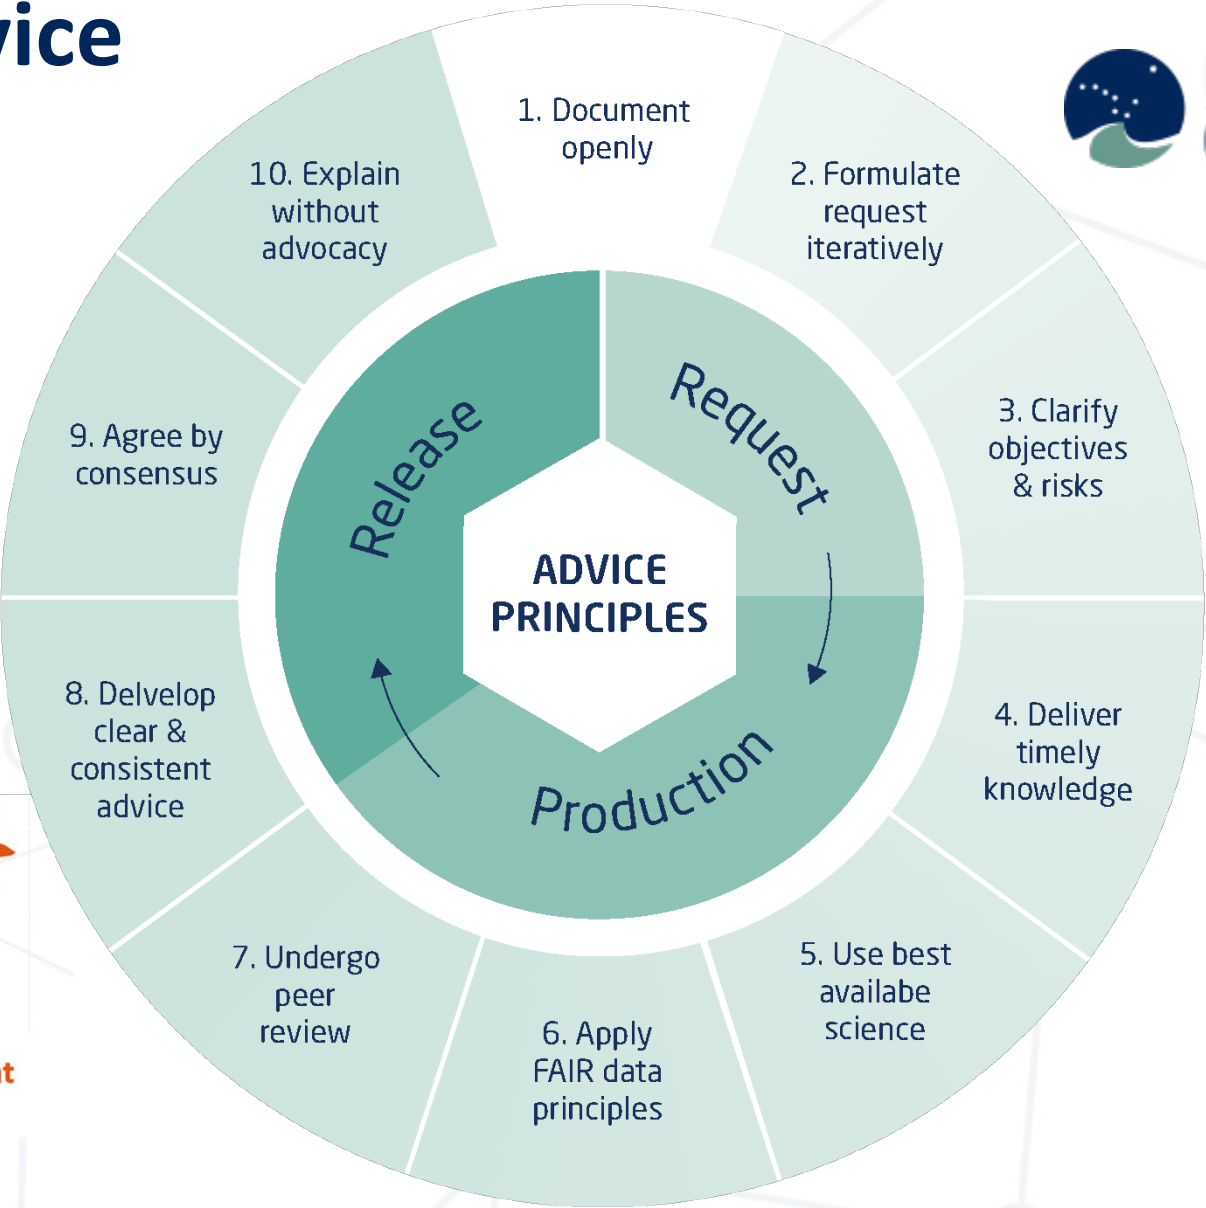 vice
1. Document
openly
2. Formulate
request
iteratively
3. Clarify
objectives
& risks
4. Deliver
timely
knowledge
5. Use best
availabe
science
6. Apply
FAIR data
principles
7. Undergo
peer
review
8. Delvelop
clear &
consistent
advice
9. Agree by
consensus
10. Explain
without
advocacy
Request
Production
Release
ADVICE
PRINCIPLES